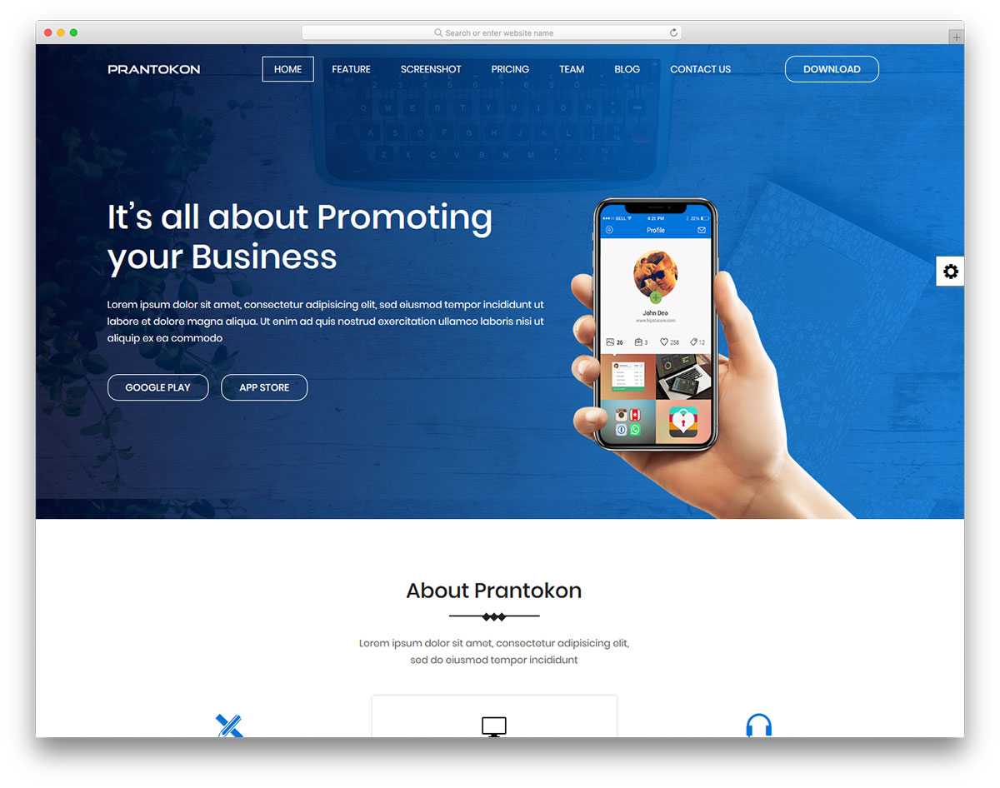 Search or enter website name
PRANTOKON
HOME
FEATURE
SCREENSHOT
PRICING
TEAM
BLOG
CONTACT US
DOWNLOAD
Q W E R T Y U I O P
A S D F G H J K L
Z X C V B N M
It's all about Promoting
your Business
Lorem ipsum dolor sit amet, consectetur adipisicing elit, sed eiusmod tempor incididunt ut
labore et dolore magna aliqua. Ut enim ad quis nostrud exercitation ullamco laboris nisi ut
aliquip ex ea commodo
GOOGLE PLAY
APP STORE
BELL
4:21 PM
22%
Profile
John Deo
26
3
258
12
About Prantokon
Lorem ipsum dolor sit amet, consectetur adipisicing elit,
sed do eiusmod tempor incididunt